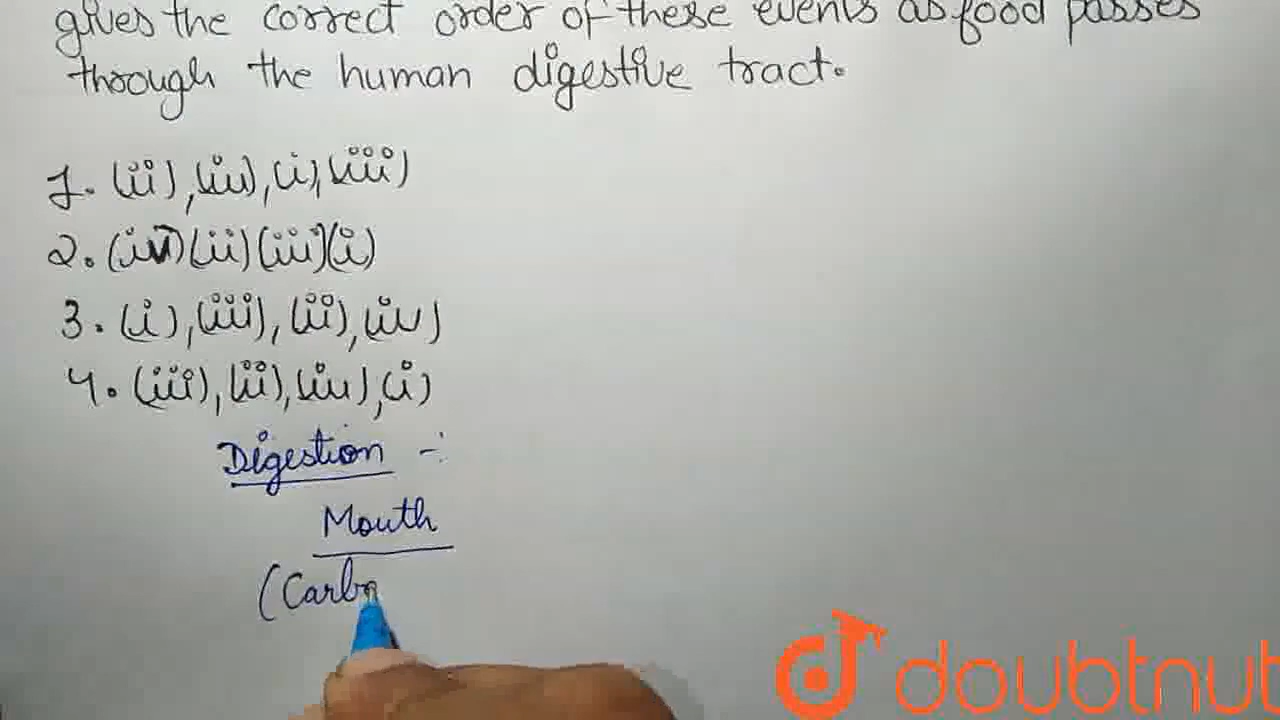 gives the correct order of these events as food passes
through the human digestive tract.
1. (ii), (iv), (i), (iii)
2. (iv) (ii) (iii) (i)
3. (i), (iii), (ii), (iv)
4. (iii), (ii), (iv), (i)
Digestion -:
Mouth
(Carbo
doubtnut